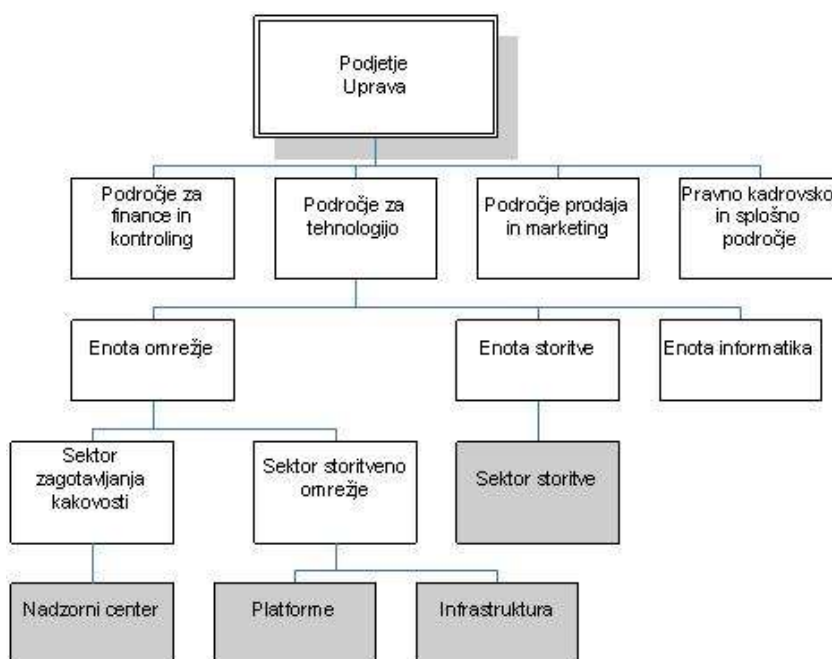 Podjetje
Uprava
Področje za
finance in
kontroling
Področje za
tehnologijo
Področje prodaja
in marketing
Pravno kadrovsko
in splošno
področje
Enota omrežje
Enota storitve
Enota informatika
Sektor
zagotavljanja
kakovosti
Sektor storitveno
omrežje
Sektor storitve
Nadzorni center
Platforme
Infrastruktura